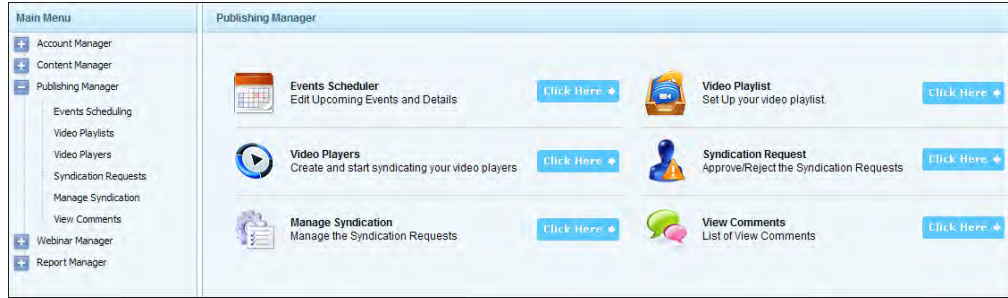 Main Menu
Account Manager
Content Manager
Publishing Manager
Events Scheduling
Video Playlists
Video Players
Syndication Requests
Manage Syndication
View Comments
Webinar Manager
Report Manager
Publishing Manager
Events Scheduler
Edit Upcoming Events and Details
Click Here
Video Playlist
Set Up your video playlist.
Click Here
Video Players
Create and start syndicating your video players
Click Here
Syndication Request
Approve/Reject the Syndication Requests
Click Here
Manage Syndication
Manage the Syndication Requests
Click Here
View Comments
List of View Comments
Click Here